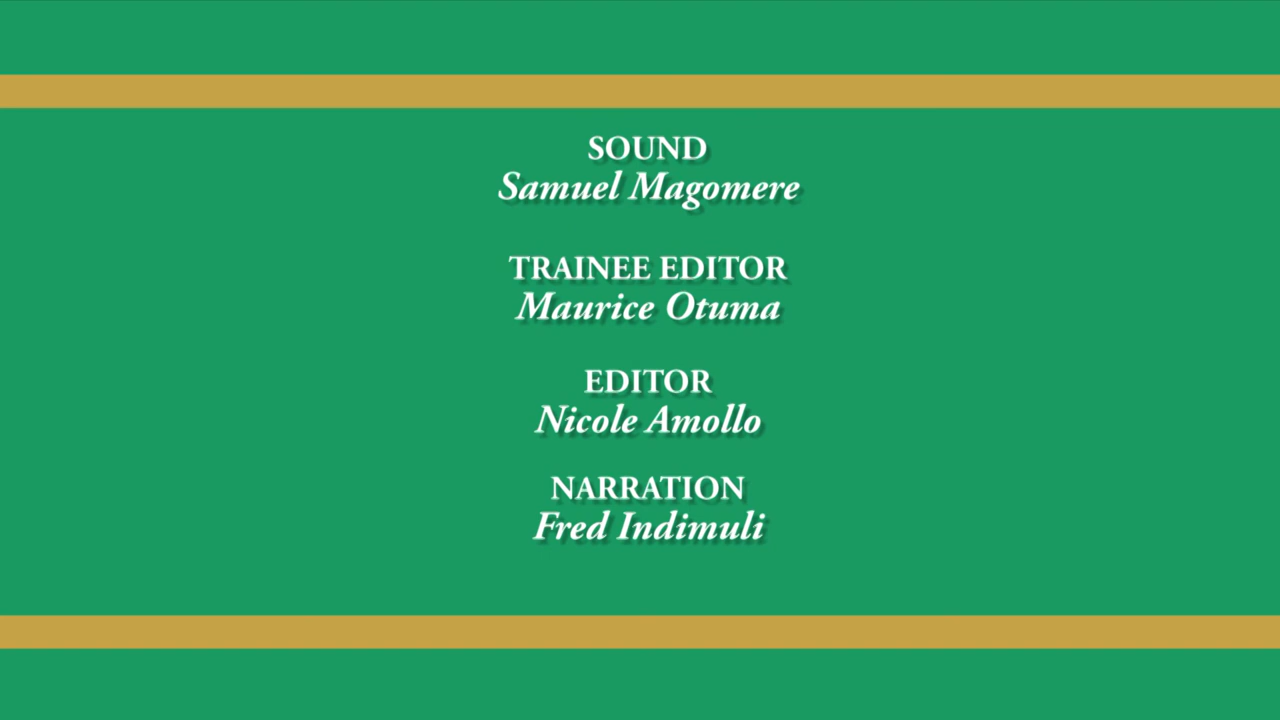 SOUND
Samuel Magomere
TRAINEE EDITOR
Maurice Otuma
EDITOR
Nicole Amollo
NARRATION
Fred Indimuli